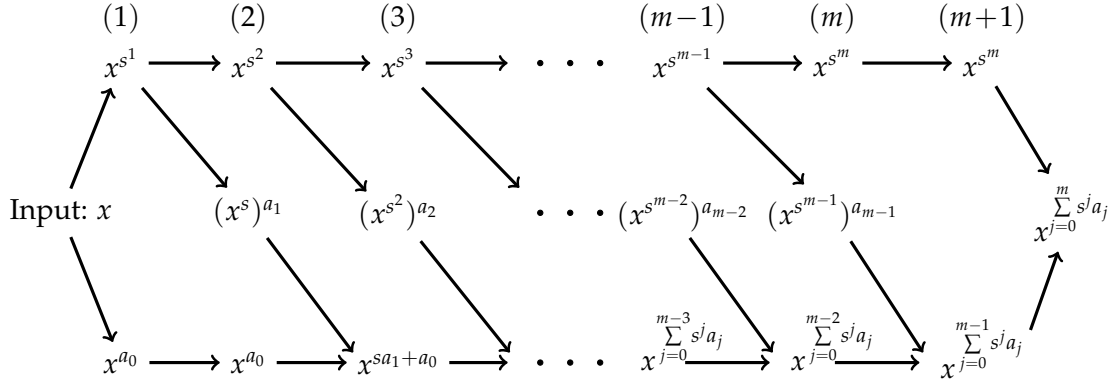 (1) (2) (3) (m−1) (m) (m+1)
x^{s^1} x^{s^2} x^{s^3} · · · x^{s^{m−1}} x^{s^m} x^{s^m}
Input: x (x^s)^{a_1} (x^{s^2})^{a_2} · · · (x^{s^{m−2}})^{a_{m−2}} (x^{s^{m−1}})^{a_{m−1}} x^{\sum_{j=0}^{m} s^j a_j}
x^{a_0} x^{a_0} x^{sa_1+a_0} · · · x^{\sum_{j=0}^{m−3} s^j a_j} x^{\sum_{j=0}^{m−2} s^j a_j} x^{\sum_{j=0}^{m−1} s^j a_j}